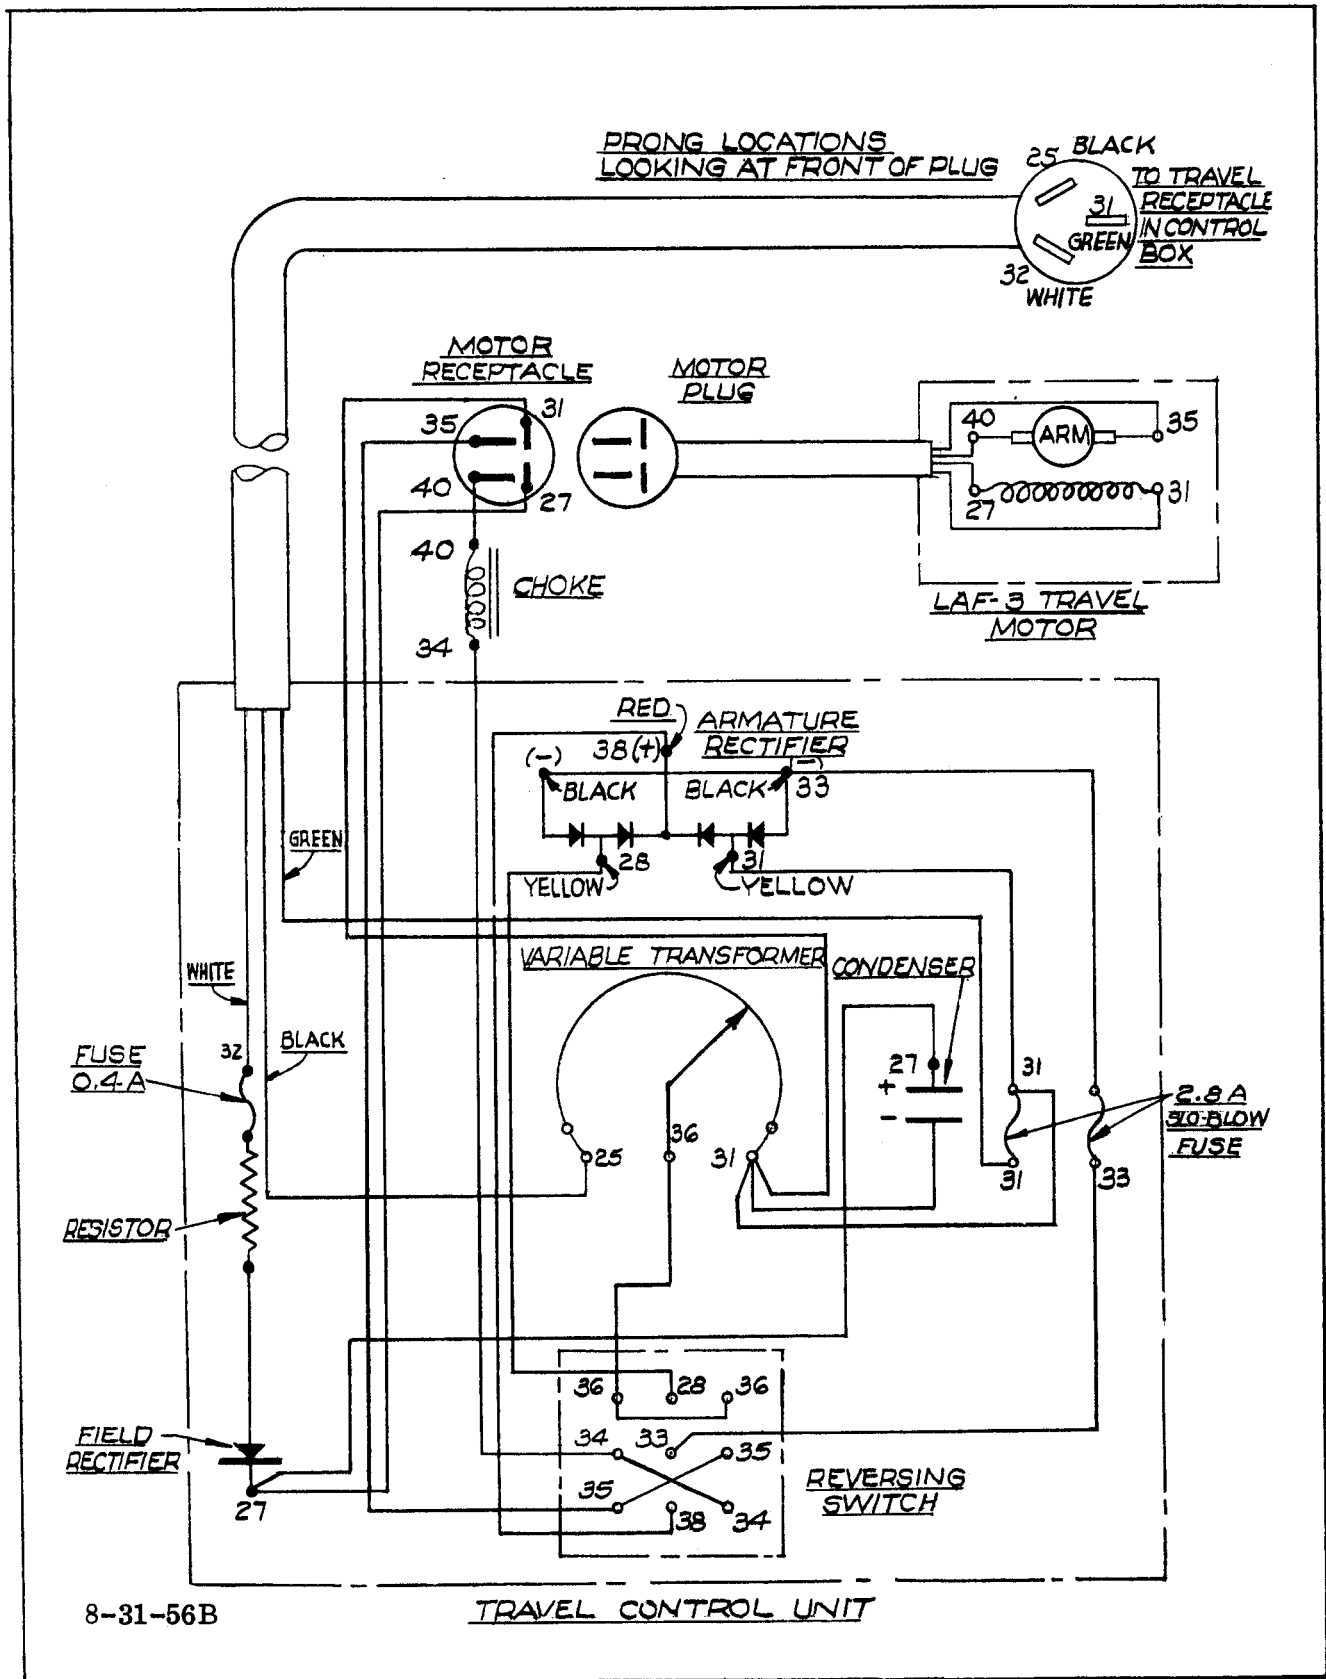 PRONG LOCATIONS
LOOKING AT FRONT OF PLUG
25 BLACK
TO TRAVEL
RECEPTACLE
IN CONTROL
BOX
31
GREEN
32
WHITE
MOTOR
RECEPTACLE
MOTOR
PLUG
35
31
40
27
40
ARM
35
27
31
40
CHOKE
34
LAF-3 TRAVEL
MOTOR
RED
38(+)
ARMATURE
RECTIFIER
(-)
(-)
BLACK
BLACK
33
GREEN
28
31
YELLOW
YELLOW
VARIABLE TRANSFORMER
CONDENSER
WHITE
32
BLACK
FUSE
0.4-A
27
+
-
31
2.8 A
SLO-BLOW
FUSE
25
36
31
31
33
RESISTOR
36
28
36
34
33
35
35
38
34
REVERSING
SWITCH
FIELD
RECTIFIER
27
8-31-56B
TRAVEL CONTROL UNIT